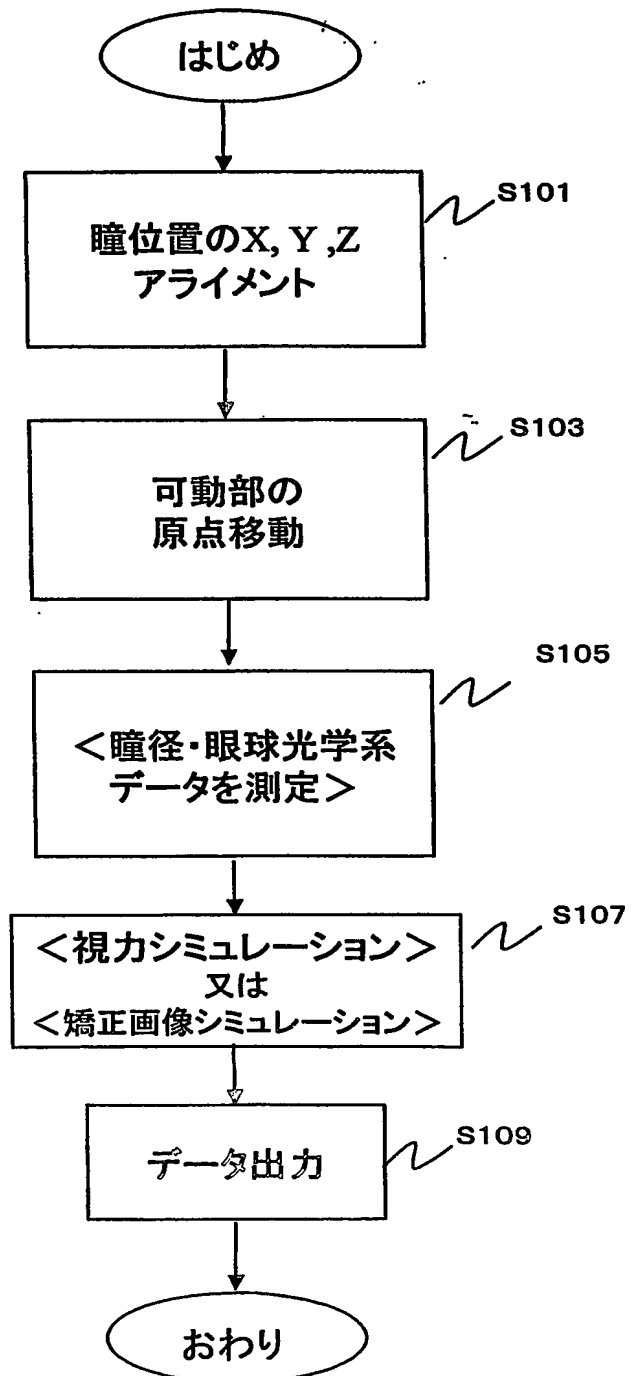 はじめ
S101
瞳位置のX, Y ,Z
アライメント
S103
可動部の
原点移動
S105
＜瞳径・眼球光学系
データを測定＞
S107
＜視力シミュレーション＞
又は
＜矯正画像シミュレーション＞
S109
データ出力
おわり